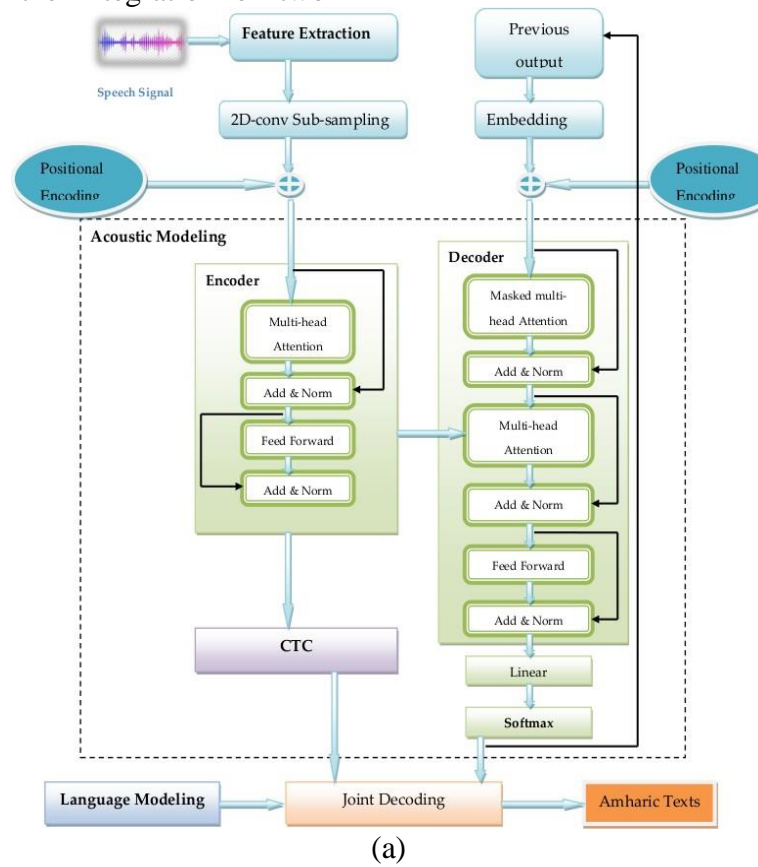 Feature Extraction
Previous
output
Speech Signal
2D-conv Sub-sampling
Embedding
Positional
Encoding
Positional
Encoding
Acoustic Modeling
Encoder
Multi-head
Attention
Add & Norm
Feed Forward
Add & Norm
Decoder
Masked multi-
head Attention
Add & Norm
Multi-head
Attention
Add & Norm
Feed Forward
Add & Norm
CTC
Linear
Softmax
Language Modeling
Joint Decoding
Amharic Texts
(a)